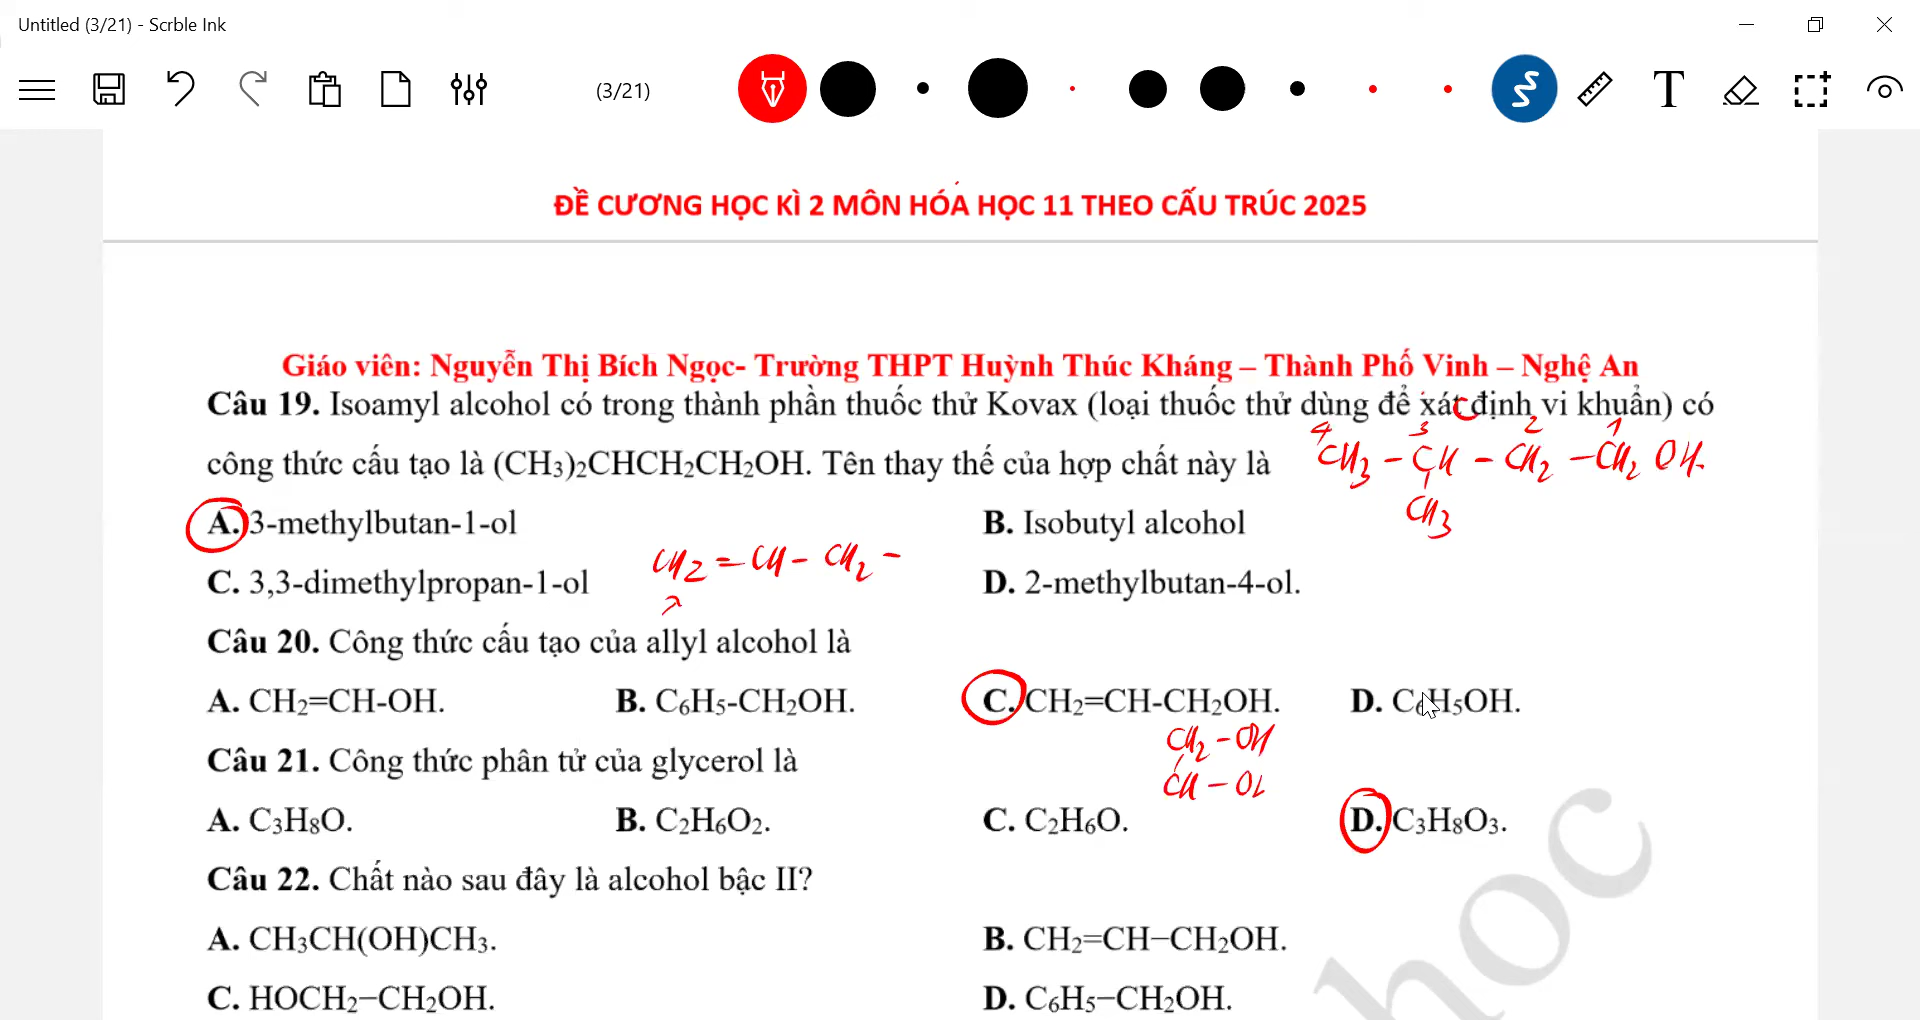 Untitled (3/21) - Scrble Ink
(3/21)
T
ĐỀ CƯƠNG HỌC KÌ 2 MÔN HÓA HỌC 11 THEO CẤU TRÚC 2025
Giáo viên: Nguyễn Thị Bích Ngọc- Trường THPT Huỳnh Thúc Kháng – Thành Phố Vinh – Nghệ An
Câu 19. Isoamyl alcohol có trong thành phần thuốc thử Kovax (loại thuốc thử dùng để xác định vi khuẩn) có
4 3 2 1
công thức cấu tạo là (CH₃)₂CHCH₂CH₂OH. Tên thay thế của hợp chất này là CH₃ - CH - CH₂ - CH₂ OH
CH₃
A. 3-methylbutan-1-ol B. Isobutyl alcohol
CH₂ = CH - CH₂ -
C. 3,3-dimethylpropan-1-ol D. 2-methylbutan-4-ol.
Câu 20. Công thức cấu tạo của allyl alcohol là
A. CH₂=CH-OH. B. C₆H₅-CH₂OH. C. CH₂=CH-CH₂OH. D. C₆H₅OH.
CH₂ - OH
Câu 21. Công thức phân tử của glycerol là
CH - O
A. C₃H₈O. B. C₂H₆O₂. C. C₂H₆O. D. C₃H₈O₃.
Câu 22. Chất nào sau đây là alcohol bậc II?
A. CH₃CH(OH)CH₃. B. CH₂=CH−CH₂OH.
C. HOCH₂−CH₂OH. D. C₆H₅−CH₂OH.
hoc